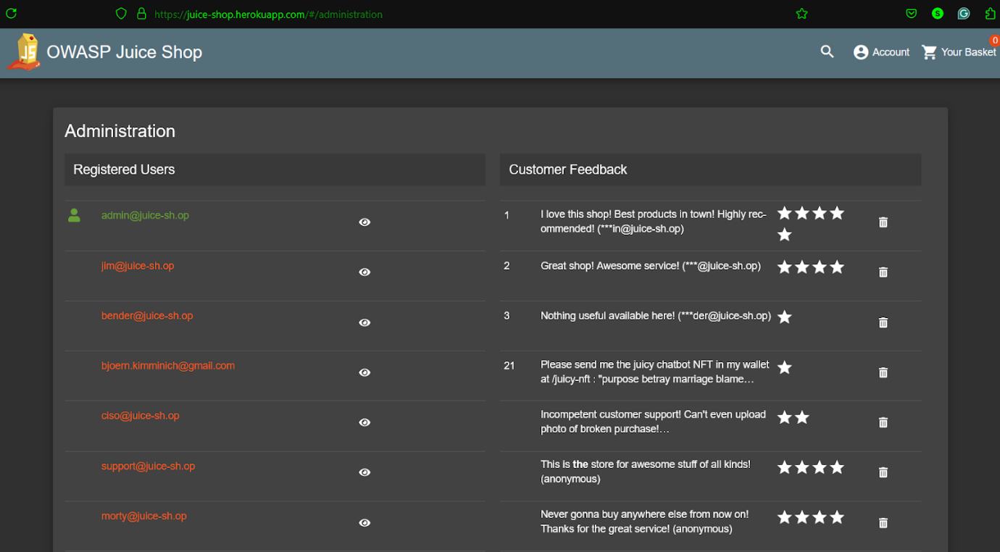 https://juice-shop.herokuapp.com/#/administration
S
JS
OWASP Juice Shop
Account
Your Basket
0
Administration
Registered Users
admin@juice-sh.op
jim@juice-sh.op
bender@juice-sh.op
bjoern.kimminich@gmail.com
ciso@juice-sh.op
support@juice-sh.op
morty@juice-sh.op
Customer Feedback
1
I love this shop! Best products in town! Highly rec-
ommended! (***in@juice-sh.op)
2
Great shop! Awesome service! (***@juice-sh.op)
3
Nothing useful available here! (***der@juice-sh.op)
21
Please send me the juicy chatbot NFT in my wallet
at /juicy-nft : "purpose betray marriage blame…
Incompetent customer support! Can't even upload
photo of broken purchase!…
This is the store for awesome stuff of all kinds!
(anonymous)
Never gonna buy anywhere else from now on!
Thanks for the great service! (anonymous)